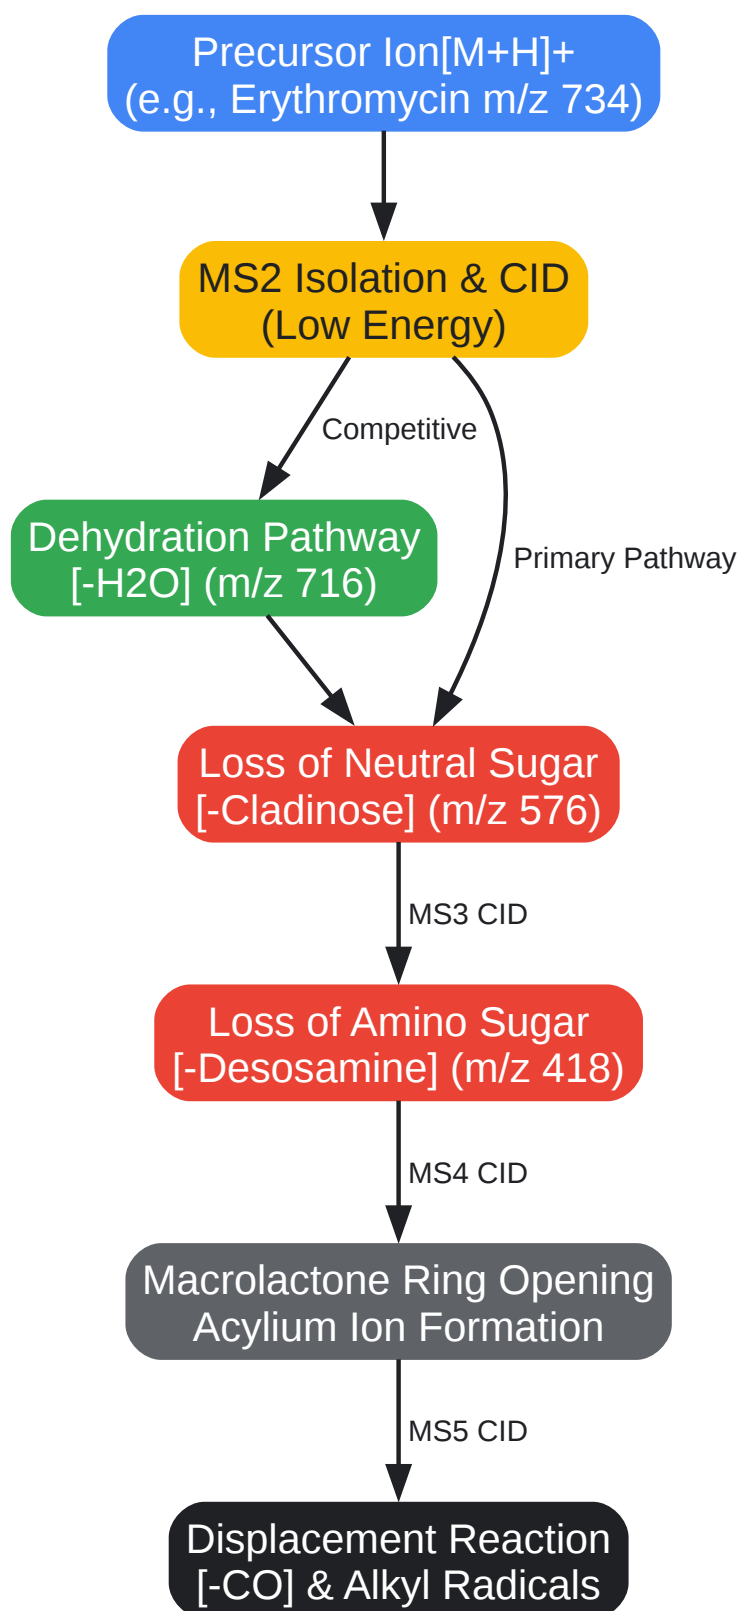 Precursor Ion[M+H]+
(e.g., Erythromycin m/z 734)
MS2 Isolation & CID
(Low Energy)
Competitive
Dehydration Pathway
[-H2O] (m/z 716)
Primary Pathway
Loss of Neutral Sugar
[-Cladinose] (m/z 576)
MS3 CID
Loss of Amino Sugar
[-Desosamine] (m/z 418)
MS4 CID
Macrolactone Ring Opening
Acylium Ion Formation
MS5 CID
Displacement Reaction
[-CO] & Alkyl Radicals